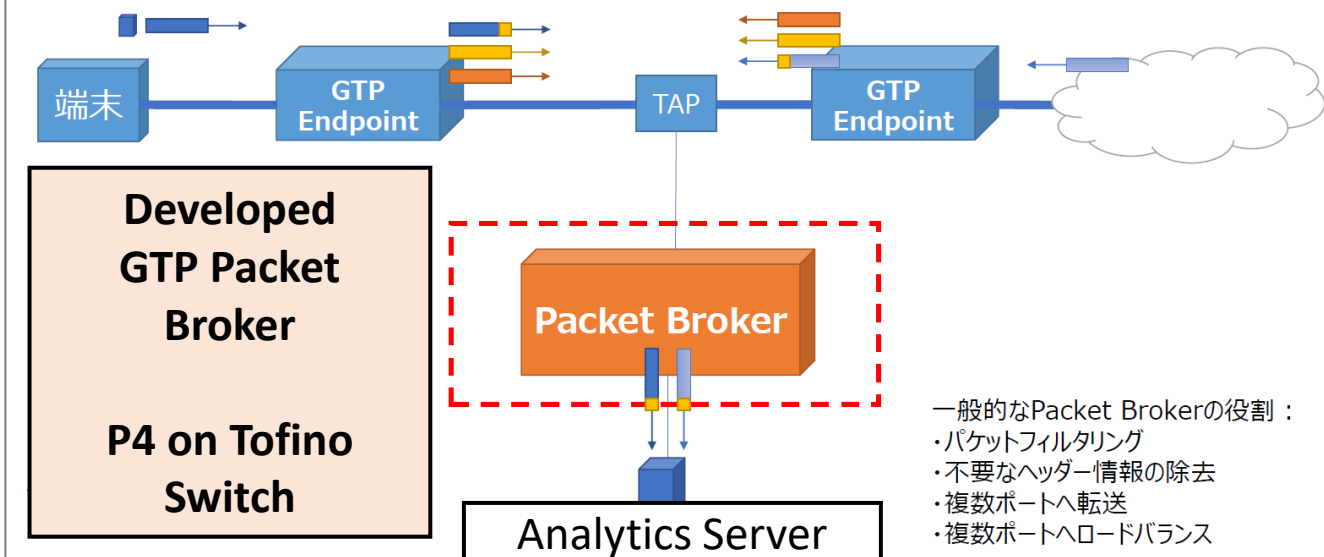 端末
GTP
Endpoint
TAP
GTP
Endpoint
Developed
GTP Packet
Broker
P4 on Tofino
Switch
Packet Broker
Analytics Server
一般的なPacket Brokerの役割：
・パケットフィルタリング
・不要なヘッダー情報の除去
・複数ポートへ転送
・複数ポートへロードバランス